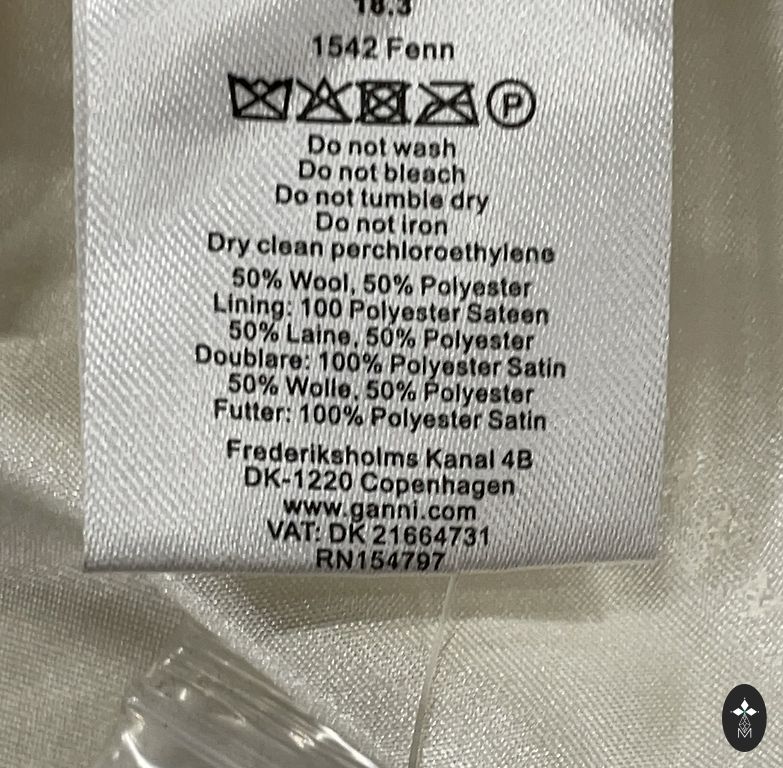 18.3
1542 Fenn
P
Do not wash
Do not bleach
Do not tumble dry
Do not iron
Dry clean perchloroethylene
50% Wool, 50% Polyester
Lining: 100 Polyester Sateen
50% Laine, 50% Polyester
Doublare: 100% Polyester Satin
50% Wolle, 50% Polyester
Futter: 100% Polyester Satin
Frederiksholms Kanal 4B
DK-1220 Copenhagen
www.ganni.com
VAT: DK 21664731
RN154797
M